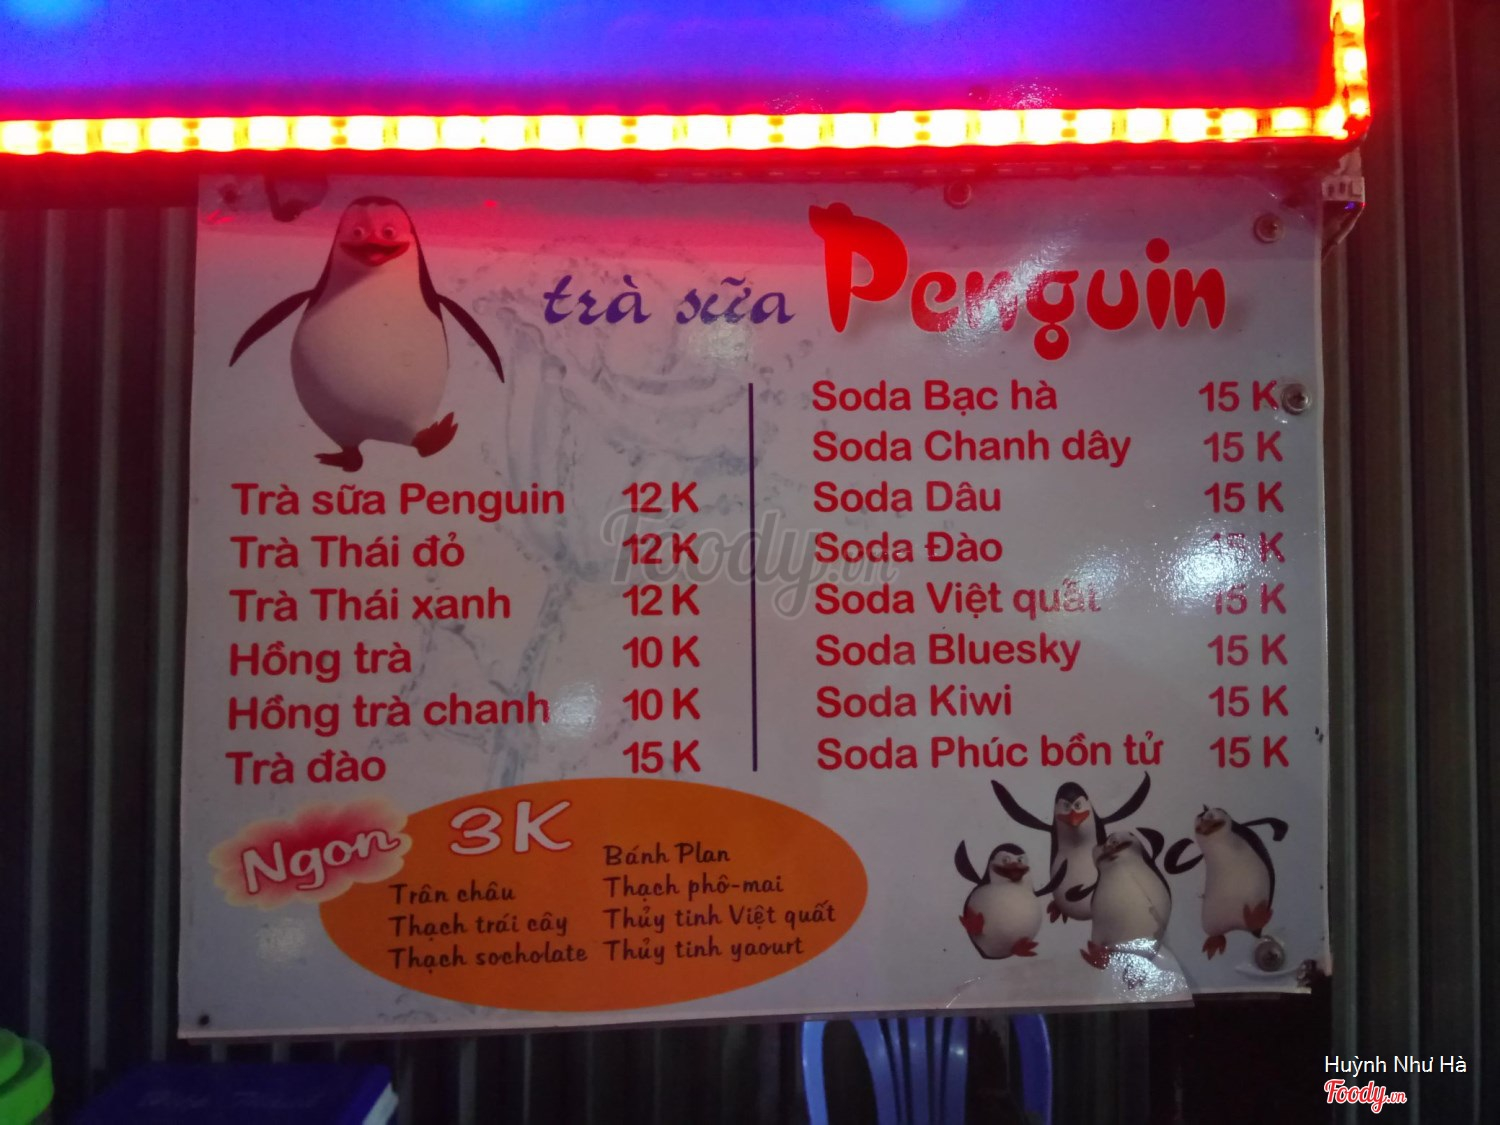 trà sữa Penguin
Trà sữa Penguin 12 K
Trà Thái đỏ 12 K
Trà Thái xanh 12 K
Hồng trà 10 K
Hồng trà chanh 10 K
Trà đào 15 K
Soda Bạc hà 15 K
Soda Chanh dây 15 K
Soda Dâu 15 K
Soda Đào 15 K
Soda Việt quất 15 K
Soda Bluesky 15 K
Soda Kiwi 15 K
Soda Phúc bồn tử 15 K
Ngon 3K
Trân châu
Thạch trái cây
Thạch socholate
Bánh Plan
Thạch phô-mai
Thủy tinh Việt quất
Thủy tinh yaourt
Foody.vn
Huỳnh Như Hà
Foody.vn